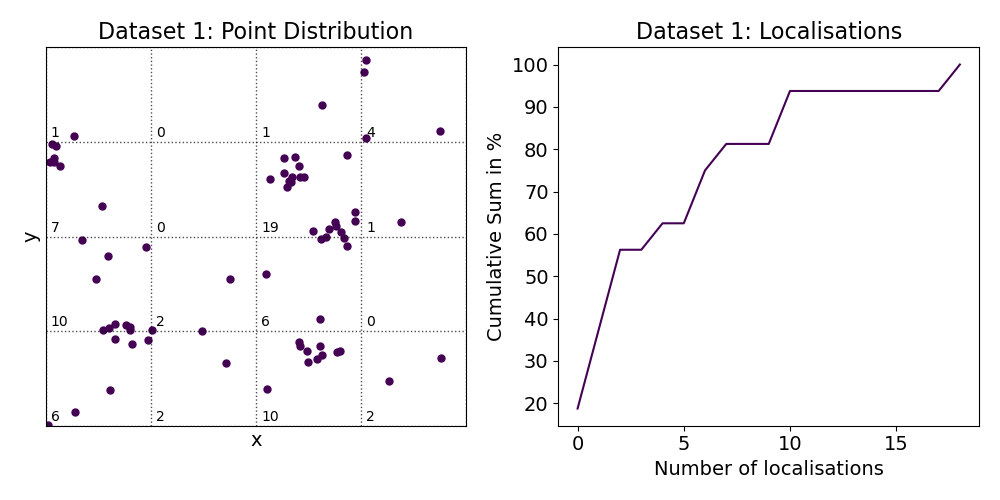 Dataset 1: Point Distribution
1 0 1 4
7 0 19 1
10 2 6 0
6 2 10 2
y
x
Dataset 1: Localisations
100
90
80
70
60
50
40
30
20
Cumulative Sum in %
0 5 10 15
Number of localisations